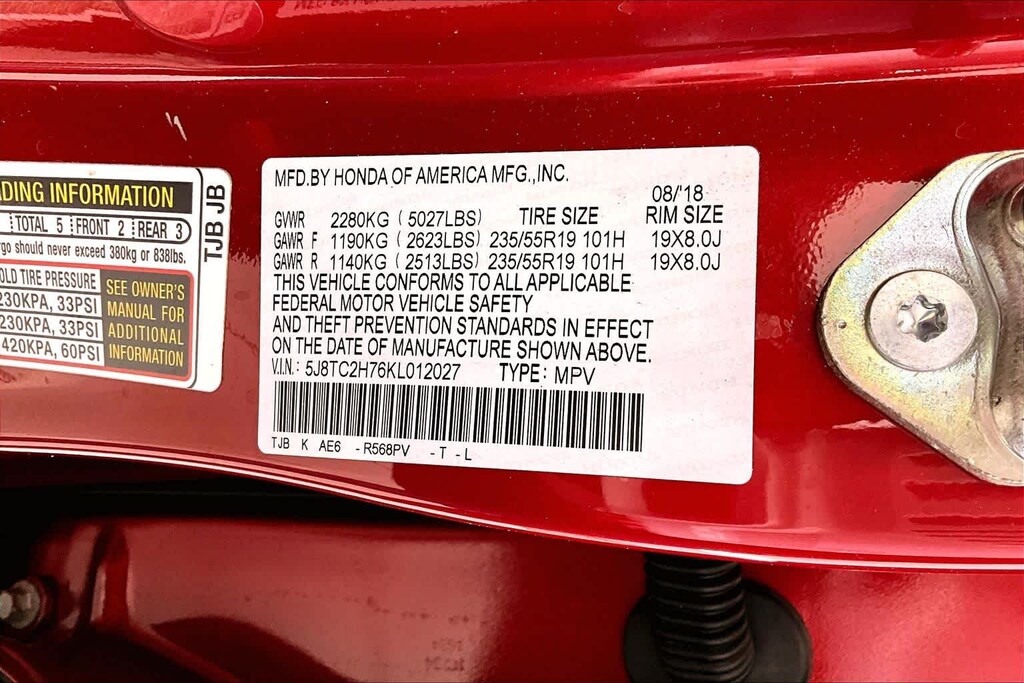 DING INFORMATION
TOTAL 5 FRONT 2 REAR 3
rgo should never exceed 380kg or 838lbs.
OLD TIRE PRESSURE
230KPA, 33PSI
230KPA, 33PSI
420KPA, 60PSI
SEE OWNER'S
MANUAL FOR
ADDITIONAL
INFORMATION
TJB JB
MFD.BY HONDA OF AMERICA MFG.,INC.
08/'18
GVWR 2280KG (5027LBS) TIRE SIZE RIM SIZE
GAWR F 1190KG (2623LBS) 235/55R19 101H 19X8.0J
GAWR R 1140KG (2513LBS) 235/55R19 101H 19X8.0J
THIS VEHICLE CONFORMS TO ALL APPLICABLE
FEDERAL MOTOR VEHICLE SAFETY
AND THEFT PREVENTION STANDARDS IN EFFECT
ON THE DATE OF MANUFACTURE SHOWN ABOVE.
V.I.N: 5J8TC2H76KL012027 TYPE: MPV
TJB K AE6 -R568PV -T -L